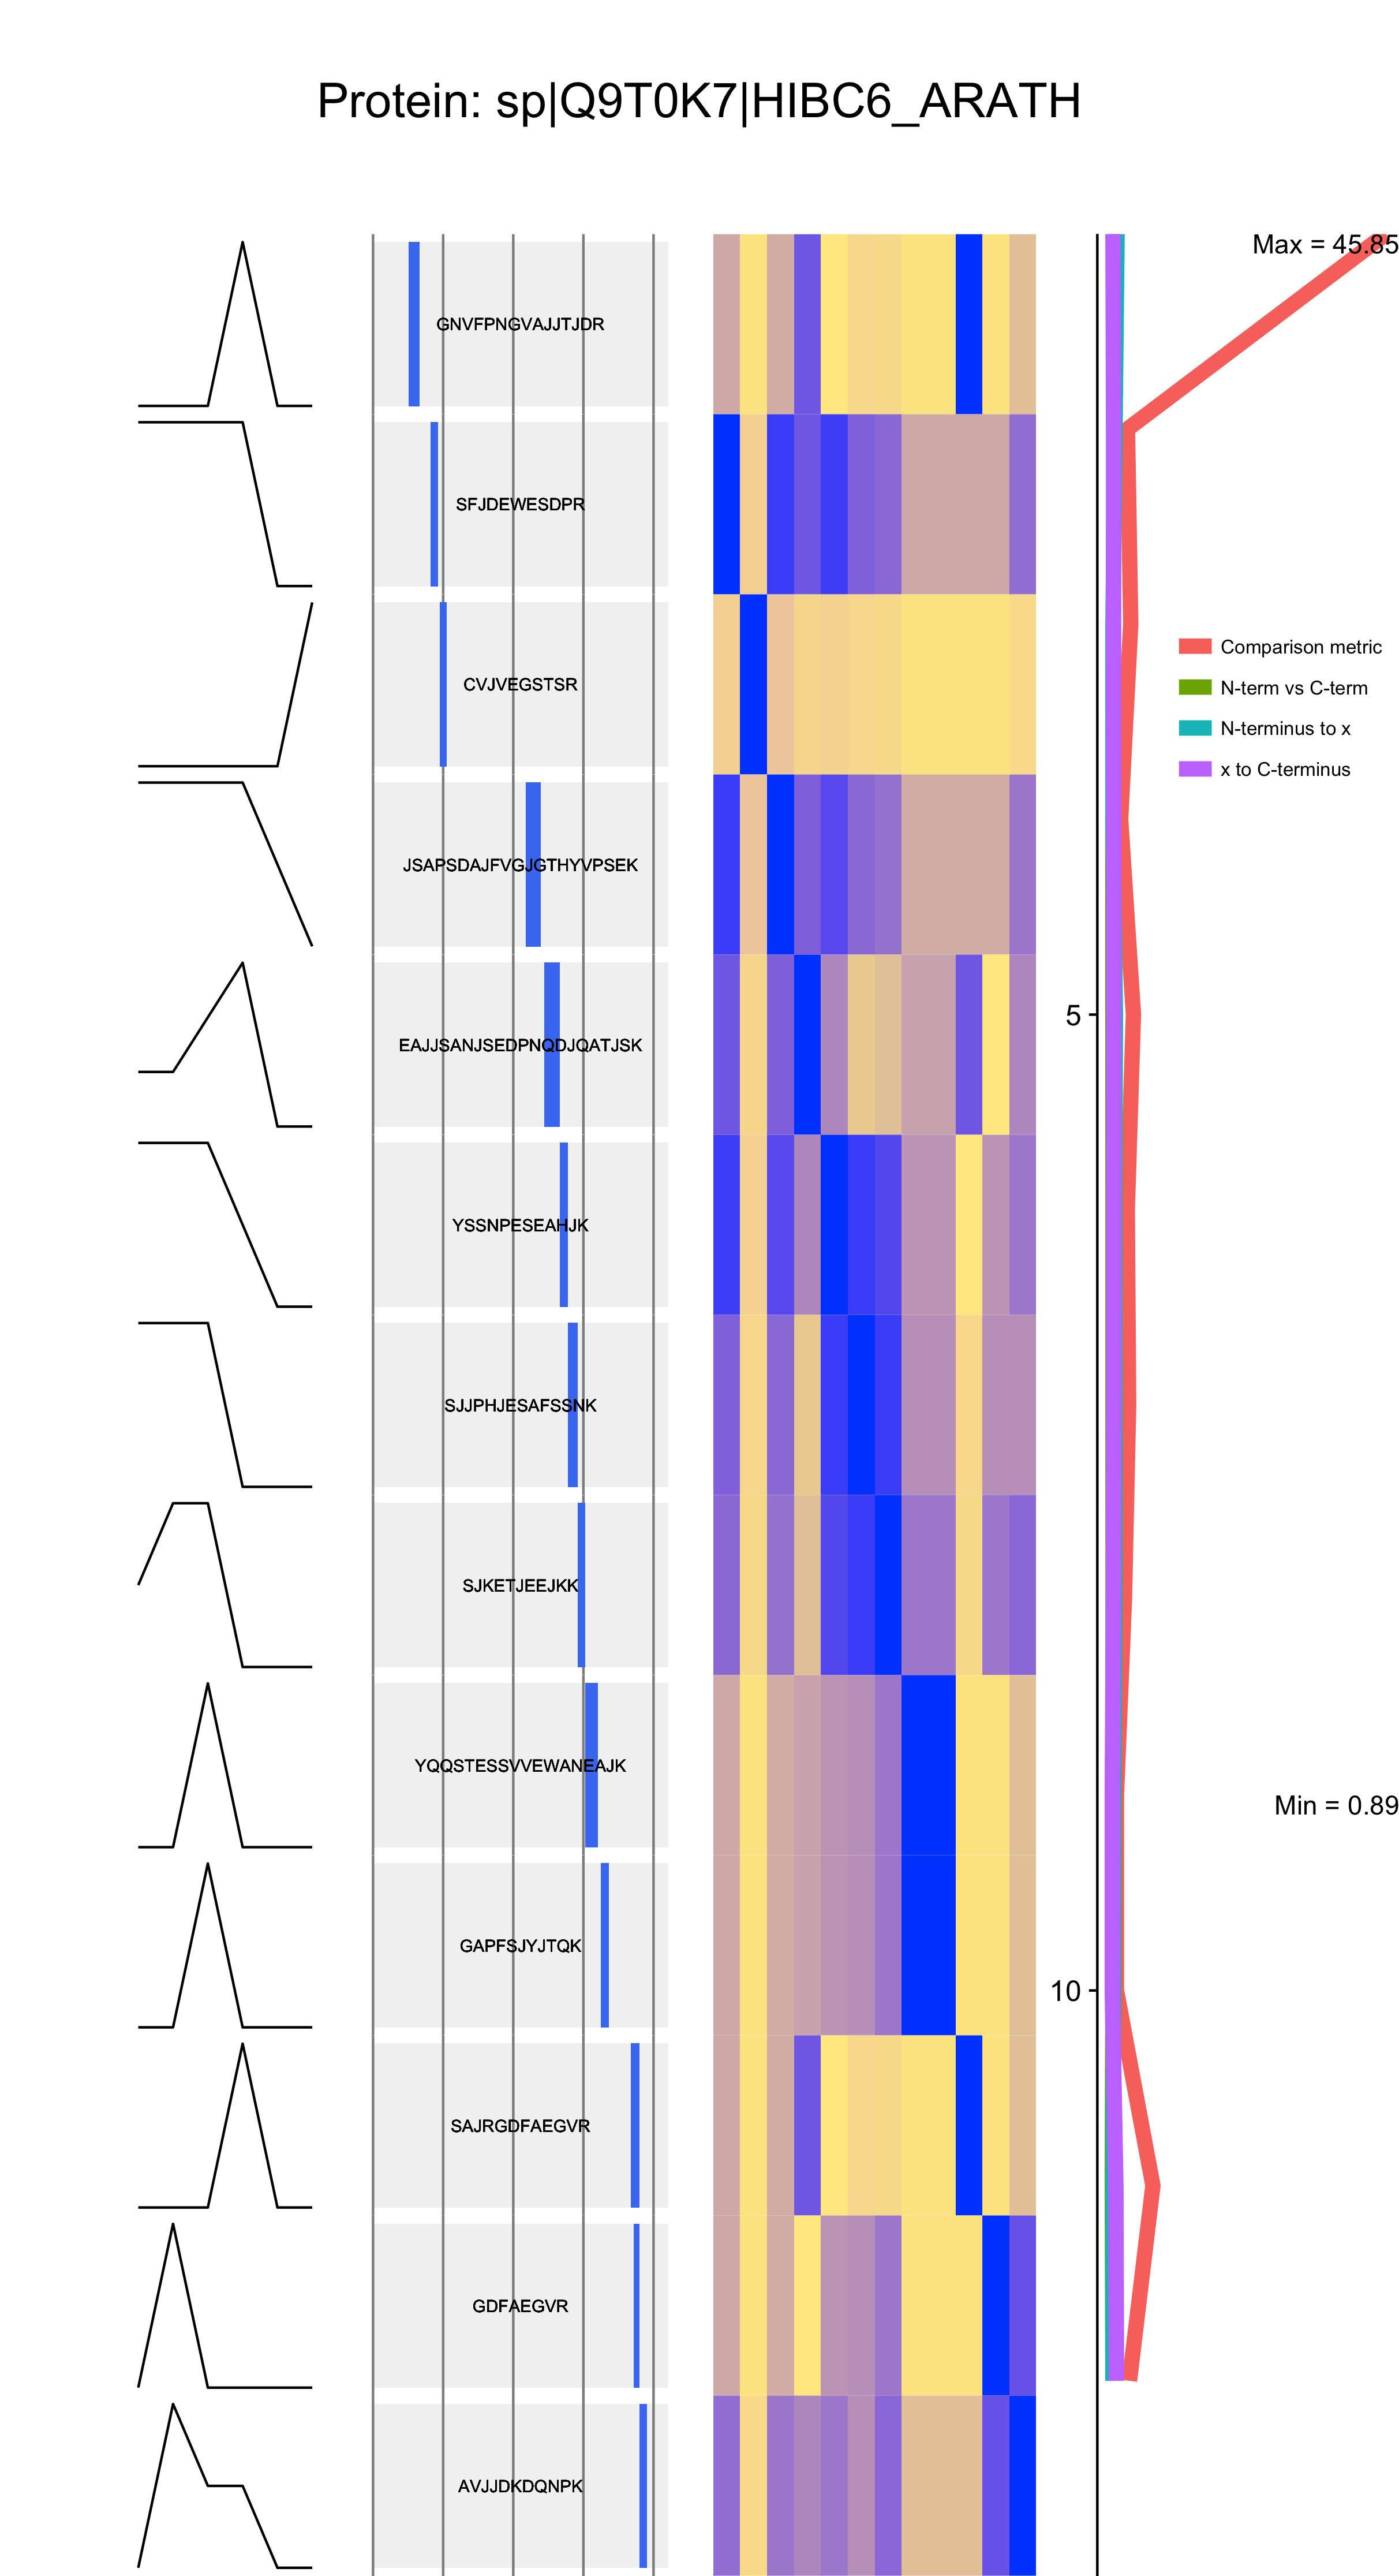 Protein: sp|Q9T0K7|HIBC6_ARATH
Max = 45.85
GNVFPNGVAJJTJDR
SFJDEWESDPR
Comparison metric
CVJVEGSTSR
N-term vs C-term
N-terminus to x
x to C-terminus
JSAPSDAJFVGJGTHYVPSEK
5
EAJJSANJSEDPNQDJQATJSK
YSSNPESEAHJK
SJJPHJESAFSSNK
SJKETJEEJKK
YQQSTESSVVEWANEAJK
Min = 0.89
GAPFSJYJTQK
10
SAJRGDFAEGVR
GDFAEGVR
AVJJDKDQNPK